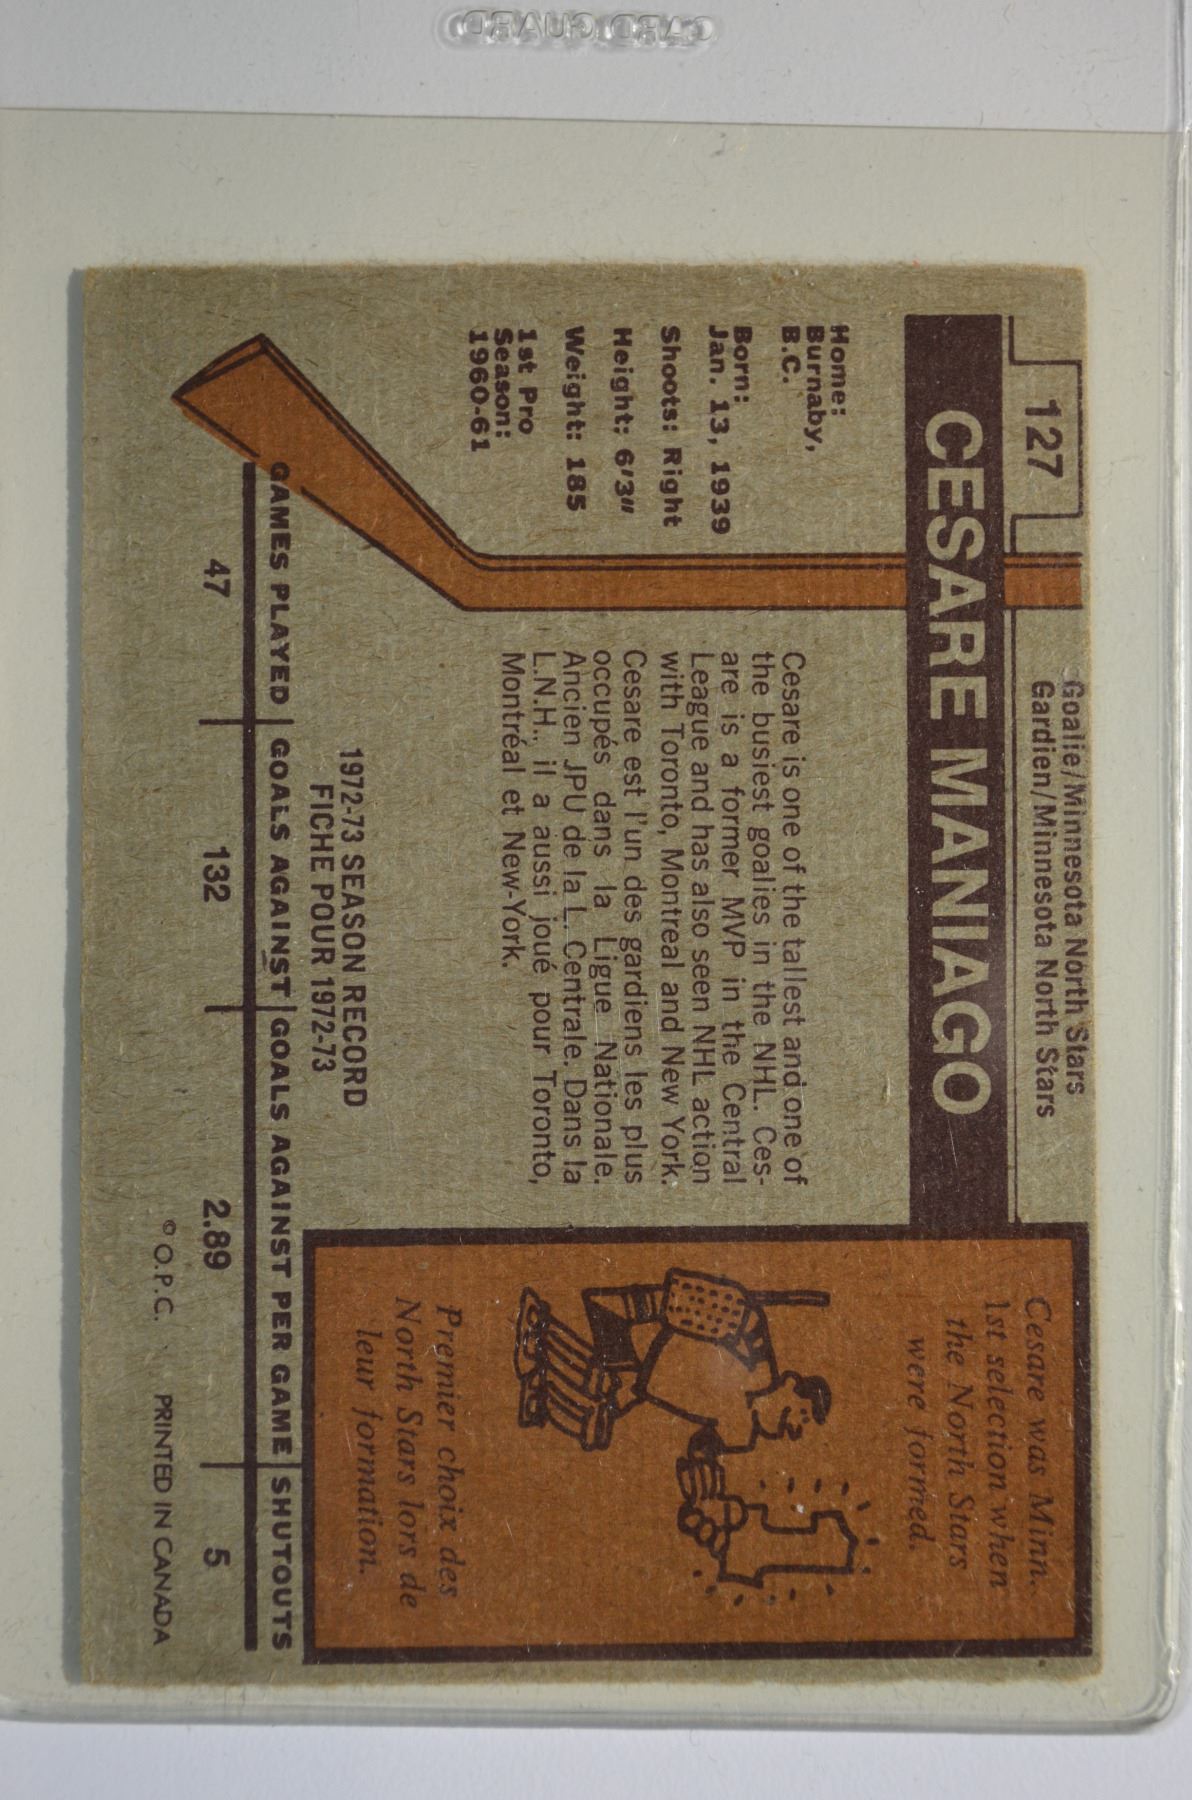 CARD GUARD
127
Goalie/Minnesota North Stars
Gardien/Minnesota North Stars
CESARE MANIAGO
Home:
Burnaby,
B.C.
Born:
Jan. 13, 1939
Shoots: Right
Height: 6'3"
Weight: 185
1st Pro
Season:
1960-61
Cesare is one of the tallest and one of
the busiest goalies in the NHL. Ces-
are is a former MVP in the Central
League and has also seen NHL action
with Toronto, Montreal and New York.
Cesare est l'un des gardiens les plus
occupés dans la Ligue Nationale.
Ancien JPU de la L. Centrale. Dans la
L.N.H., il a aussi joué pour Toronto,
Montréal et New-York.
Cesare was Minn.
1st selection when
the North Stars
were formed.
Premier choix des
North Stars lors de
leur formation.
1972-73 SEASON RECORD
FICHE POUR 1972-73
GAMES PLAYED GOALS AGAINST GOALS AGAINST PER GAME SHUTOUTS
47 132 2.89 5
© O.P.C. PRINTED IN CANADA